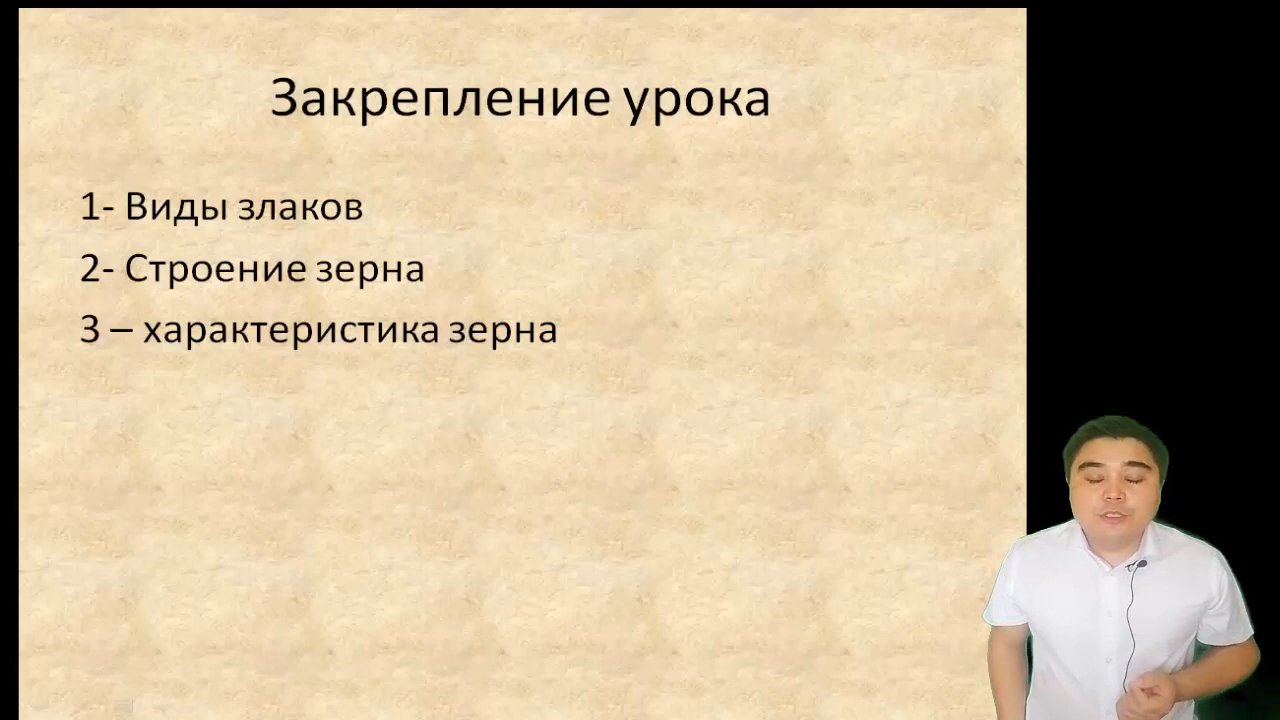 Закрепление урока
1- Виды злаков
2- Строение зерна
3 – характеристика зерна